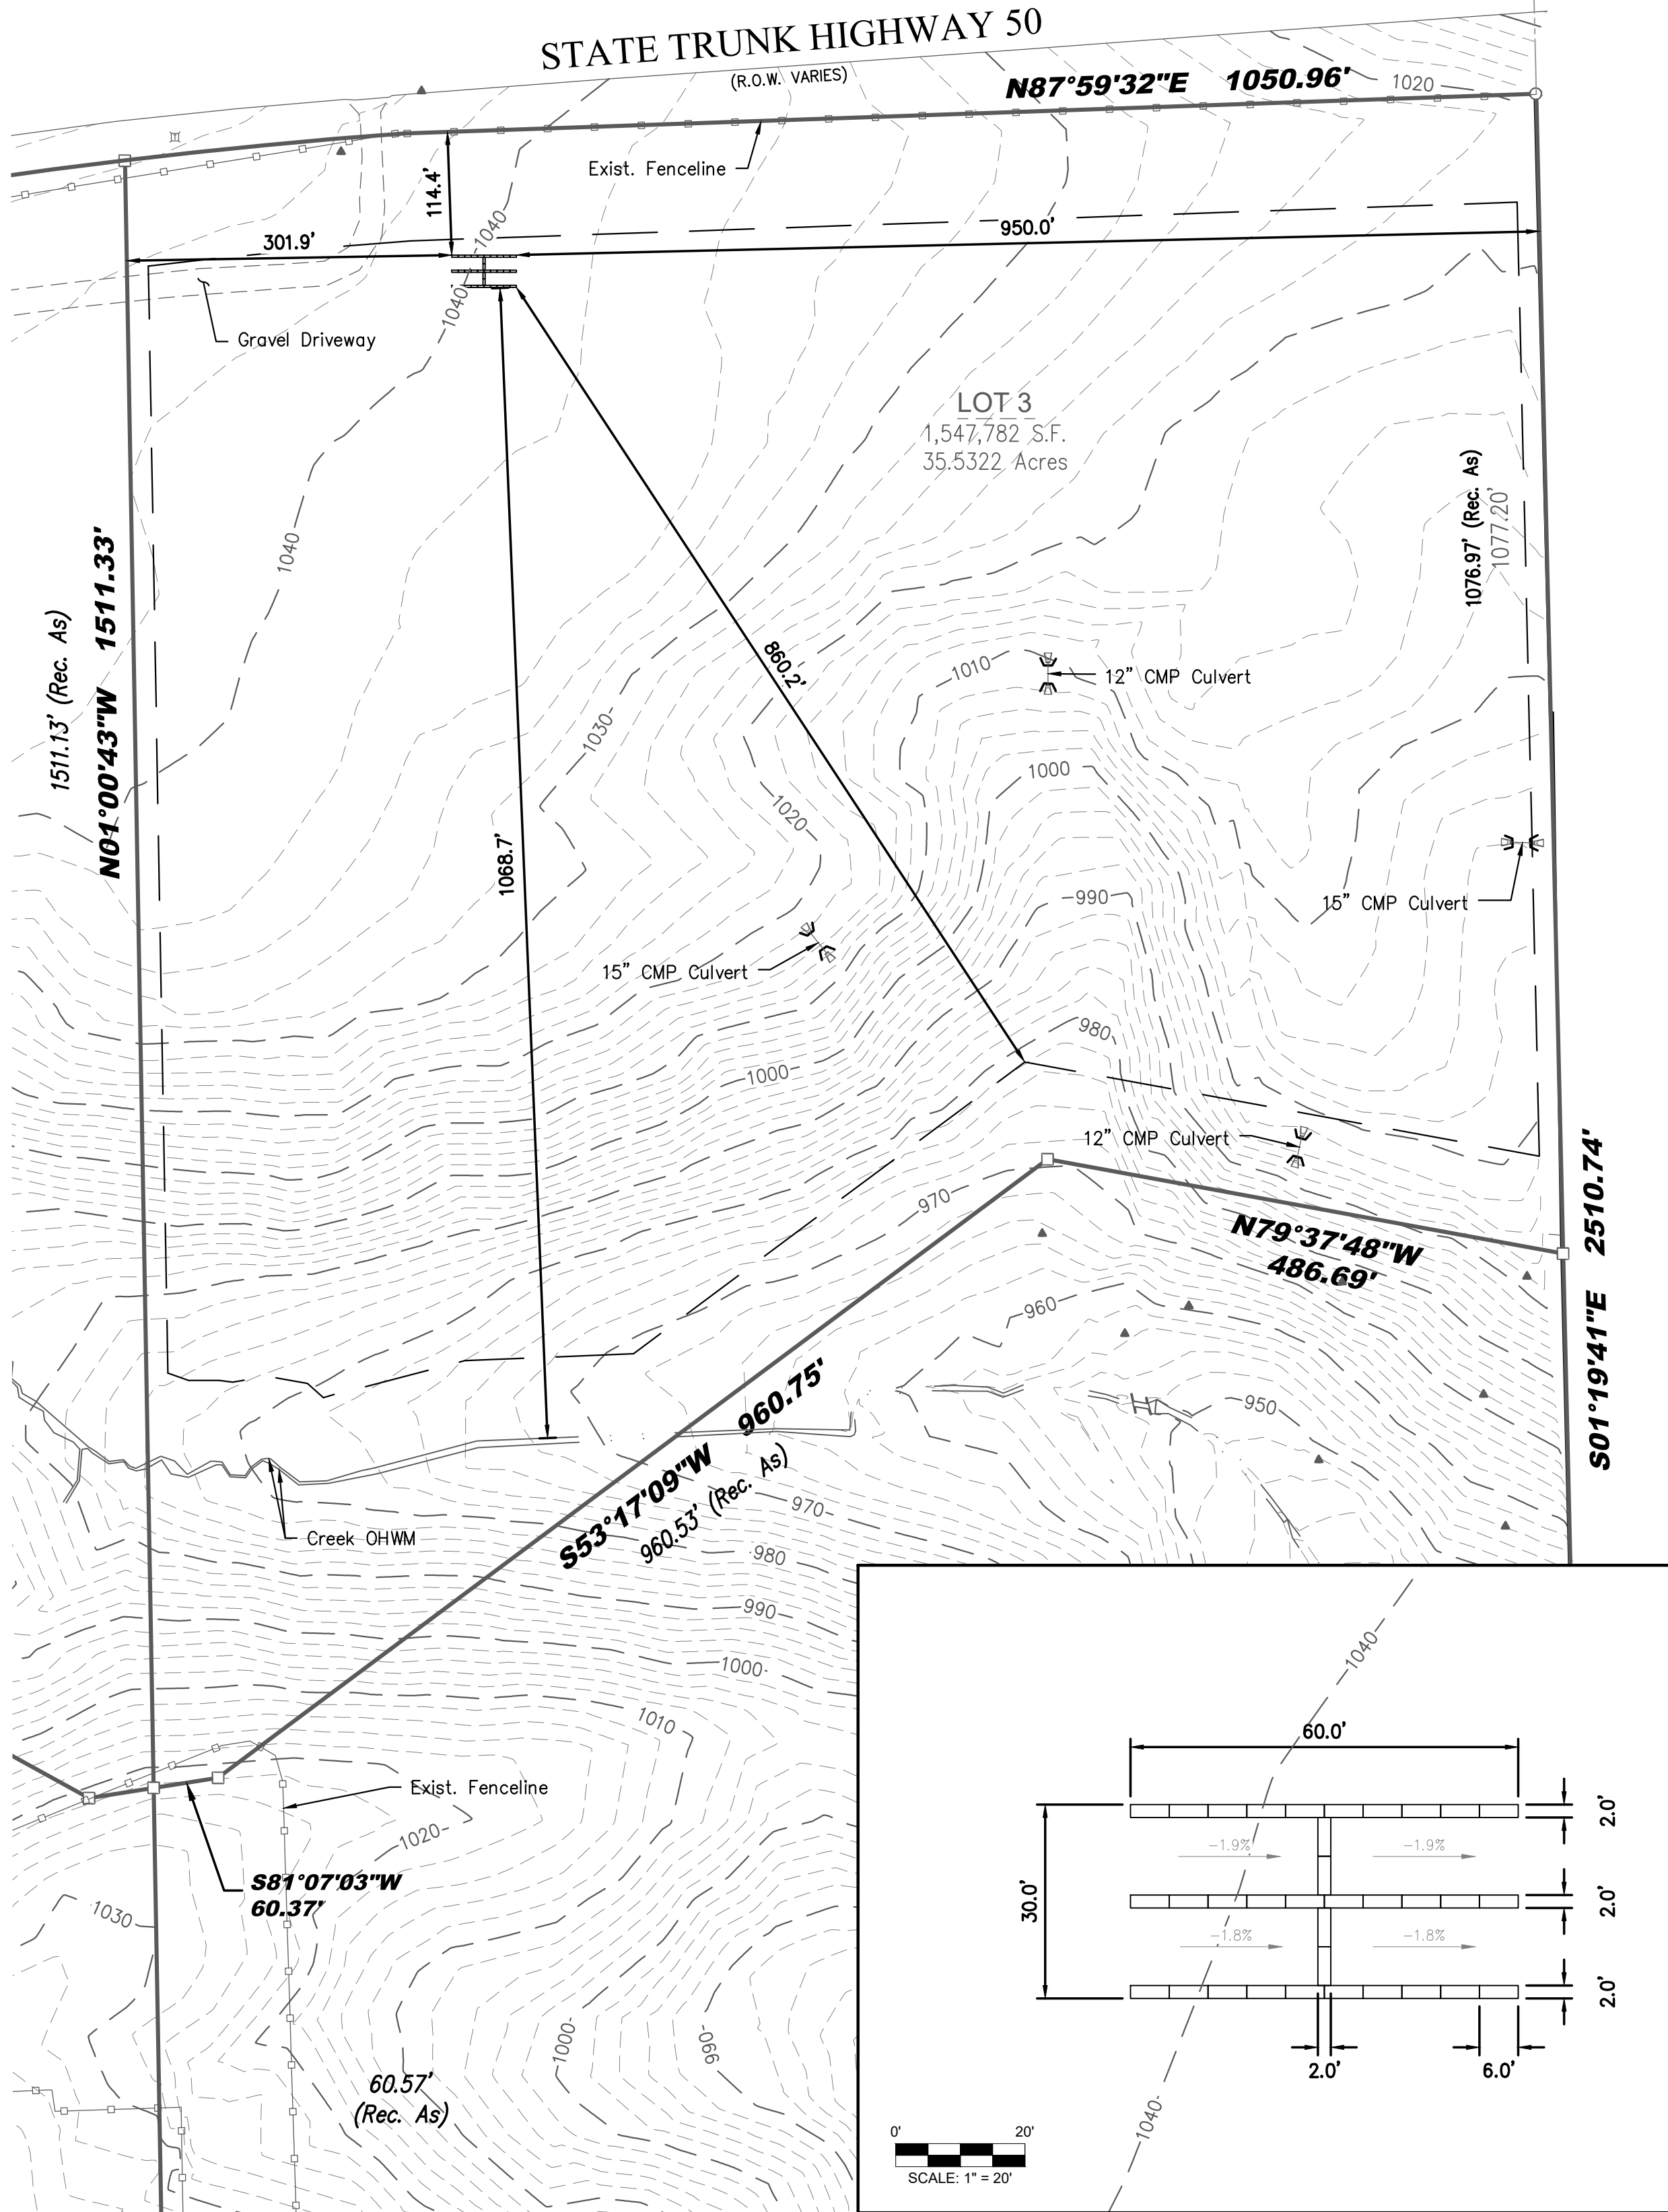 STATE TRUNK HIGHWAY 50
(R.O.W. VARIES)
N87°59'32"E 1050.96'
1020
Exist. Fenceline
114.4'
1040
301.9'
950.0'
1040
Gravel Driveway
LOT 3
1,547,782 S.F.
35.5322 Acres
1076.97' (Rec. As)
1077.20'
1040
N01°00'43"W 1511.33'
1511.13' (Rec. As)
860.2'
1010
12" CMP Culvert
1030
1000
1020
1068.7'
990
15" CMP Culvert
15" CMP Culvert
980
1000
12" CMP Culvert
970
N79°37'48"W
486.69'
S01°19'41"E 2510.74'
960
950
S53°17'09"W 960.75'
960.53' (Rec. As)
970
Creek OHWM
980
990
1000
1010
Exist. Fenceline
1020
S81°07'03"W
60.37'
1030
1000
990
60.57'
(Rec. As)
1040
60.0'
2.0'
-1.9%
-1.9%
30.0'
2.0'
-1.8%
-1.8%
2.0'
2.0'
6.0'
1040
0'
20'
SCALE: 1" = 20'